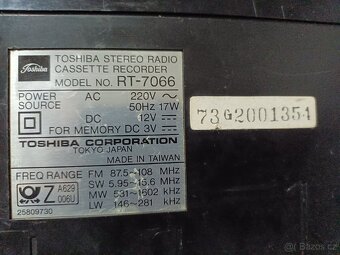 Toshiba
TOSHIBA STEREO RADIO
CASSETTE RECORDER
MODEL NO. RT-7066
POWER AC 220V ~
SOURCE 50Hz 17W
DC 12V ⎓
FOR MEMORY DC 3V ⎓
TOSHIBA CORPORATION
TOKYO JAPAN
MADE IN TAIWAN
FREQ RANGE FM 87.5~108 MHz
SW 5.95~15.6 MHz
MW 531~1602 kHz
LW 146~281 kHz
Z A629
006U
25809730
73G2001354